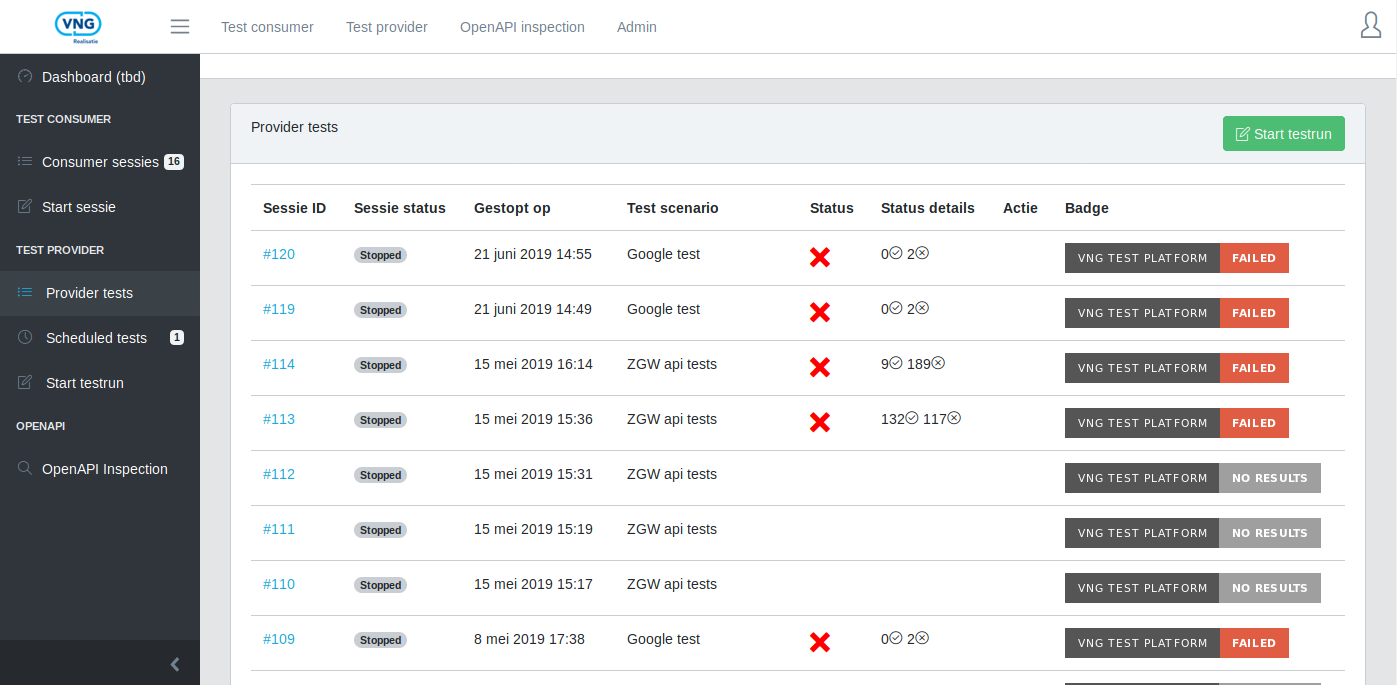 VNG
Realisatie
Test consumer Test provider OpenAPI inspection Admin
Dashboard (tbd)
TEST CONSUMER
Consumer sessies 16
Start sessie
TEST PROVIDER
Provider tests
Scheduled tests 1
Start testrun
OPENAPI
OpenAPI Inspection
Provider tests
Start testrun
Sessie ID Sessie status Gestopt op Test scenario Status Status details Actie Badge
#120 Stopped 21 juni 2019 14:55 Google test 0 2 VNG TEST PLATFORM FAILED
#119 Stopped 21 juni 2019 14:49 Google test 0 2 VNG TEST PLATFORM FAILED
#114 Stopped 15 mei 2019 16:14 ZGW api tests 9 189 VNG TEST PLATFORM FAILED
#113 Stopped 15 mei 2019 15:36 ZGW api tests 132 117 VNG TEST PLATFORM FAILED
#112 Stopped 15 mei 2019 15:31 ZGW api tests VNG TEST PLATFORM NO RESULTS
#111 Stopped 15 mei 2019 15:19 ZGW api tests VNG TEST PLATFORM NO RESULTS
#110 Stopped 15 mei 2019 15:17 ZGW api tests VNG TEST PLATFORM NO RESULTS
#109 Stopped 8 mei 2019 17:38 Google test 0 2 VNG TEST PLATFORM FAILED